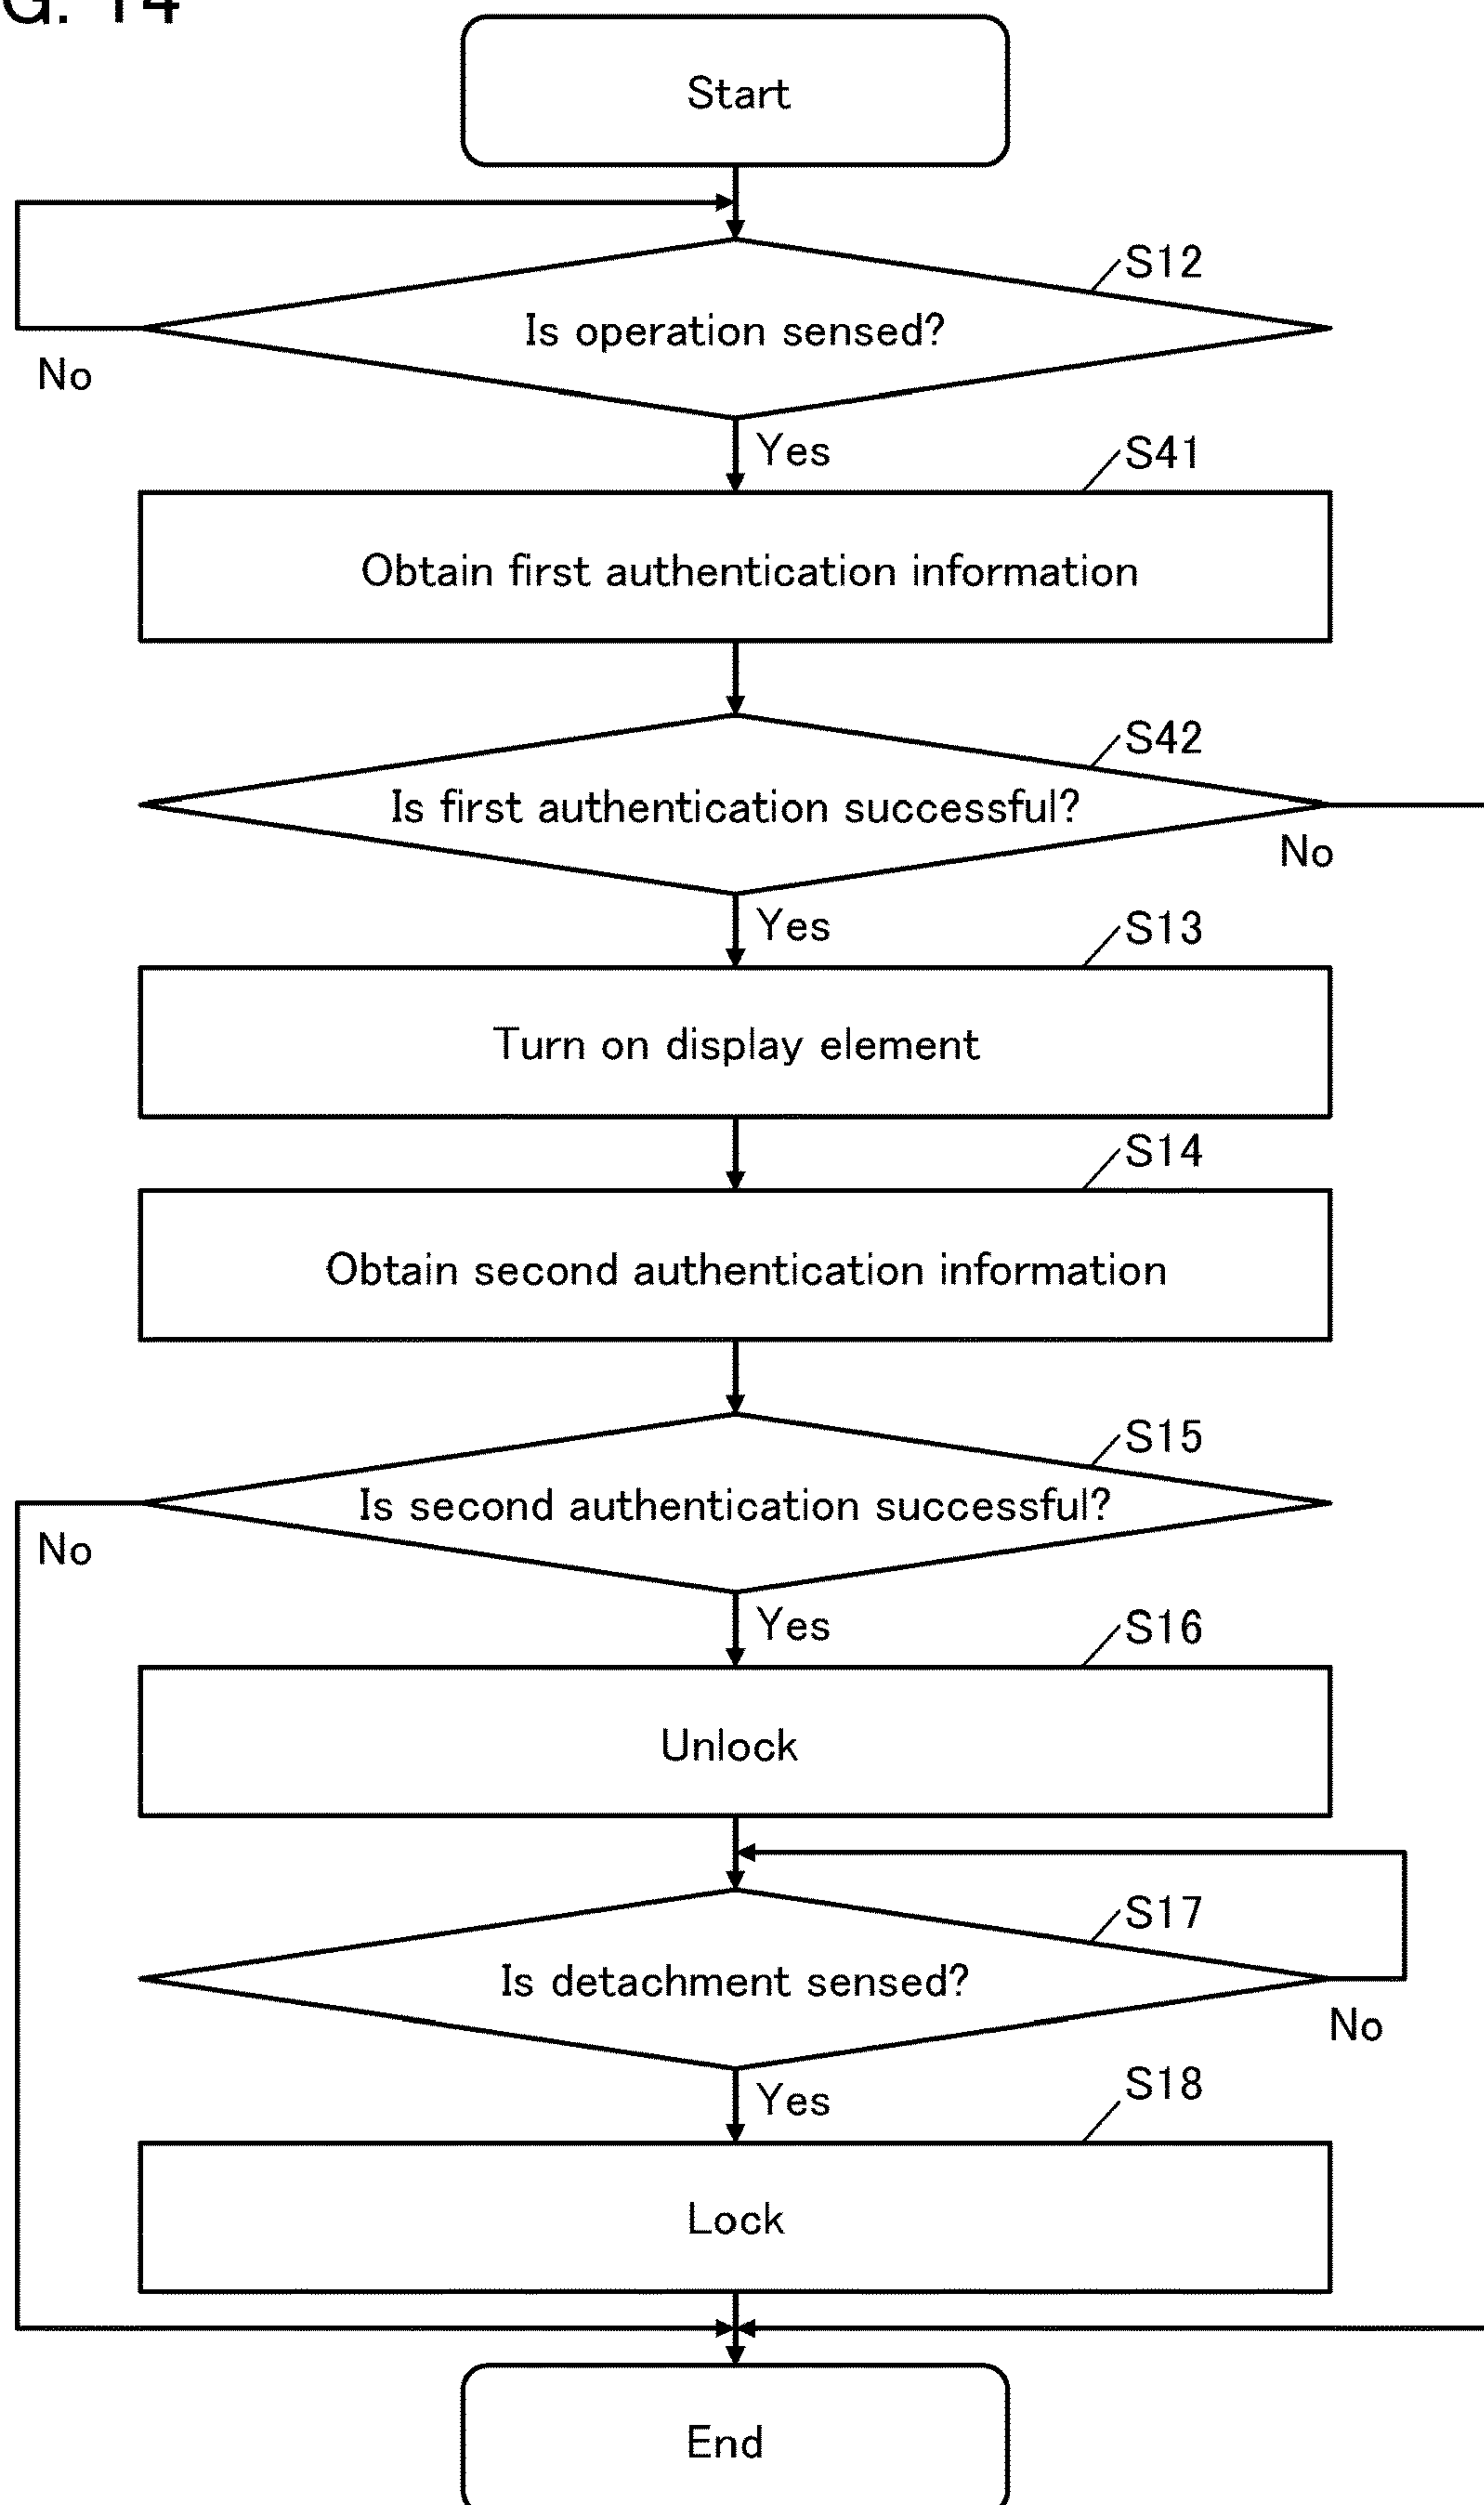 G. 14
Start
S12
Is operation sensed?
No
Yes
S41
Obtain first authentication information
S42
Is first authentication successful?
No
Yes
S13
Turn on display element
S14
Obtain second authentication information
S15
Is second authentication successful?
No
Yes
S16
Unlock
S17
Is detachment sensed?
No
Yes
S18
Lock
End